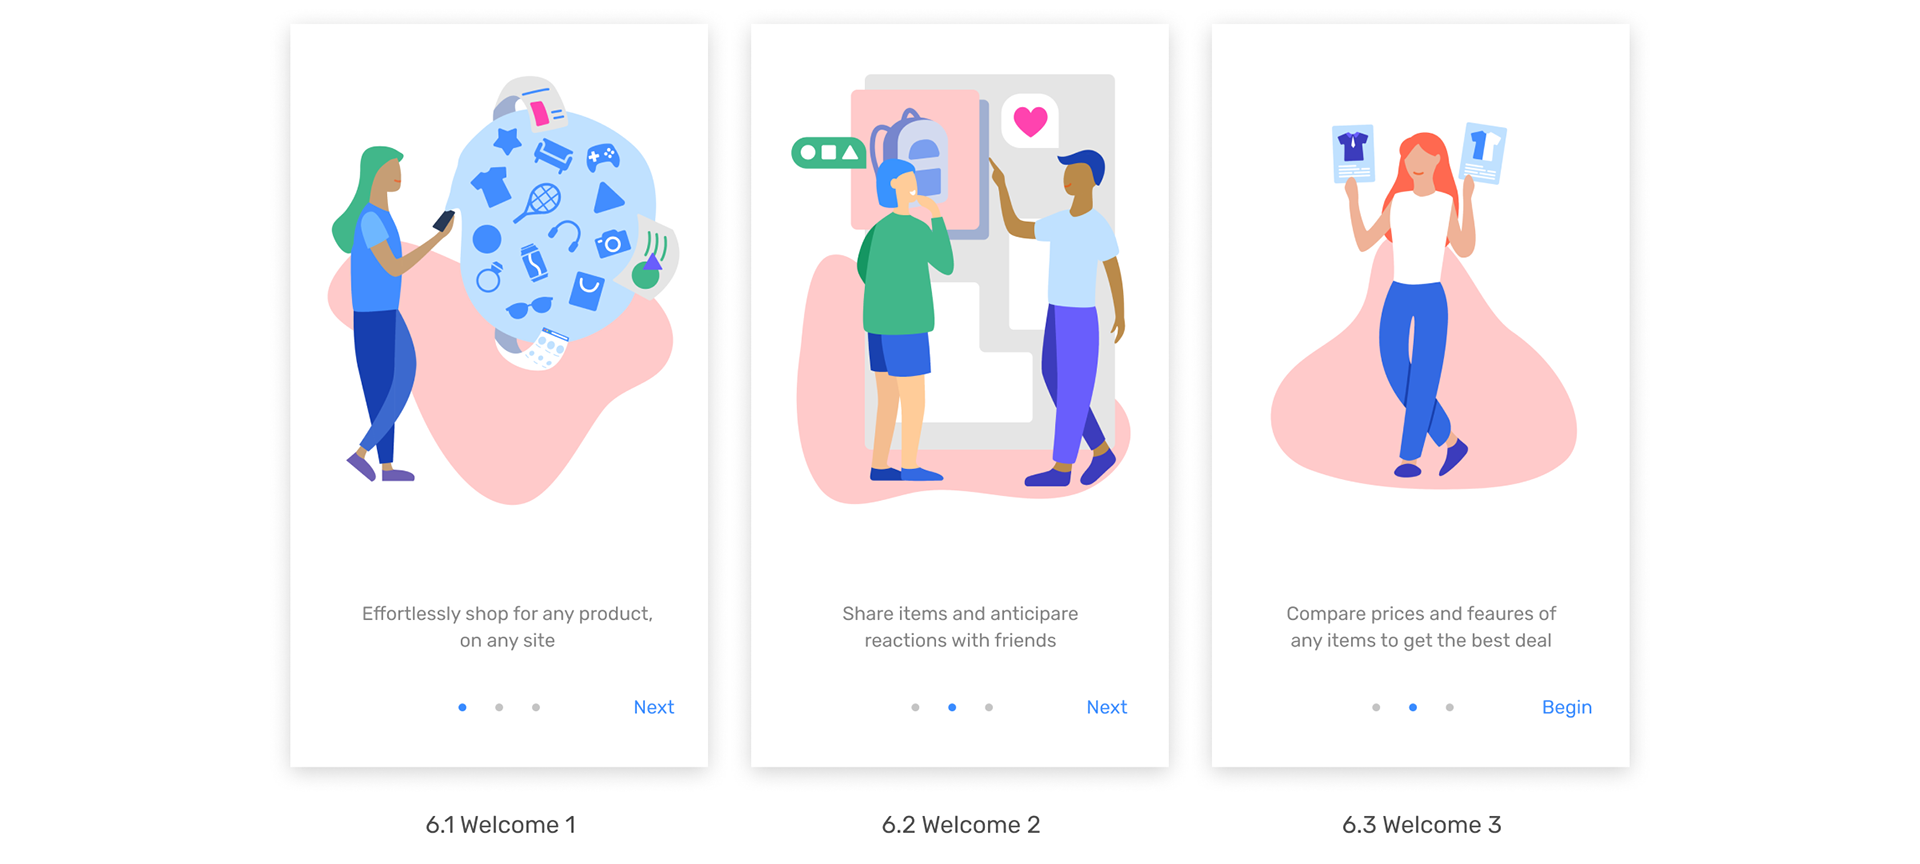 Effortlessly shop for any product,
on any site
Next
6.1 Welcome 1
Share items and anticipare
reactions with friends
Next
6.2 Welcome 2
Compare prices and feaures of
any items to get the best deal
Begin
6.3 Welcome 3